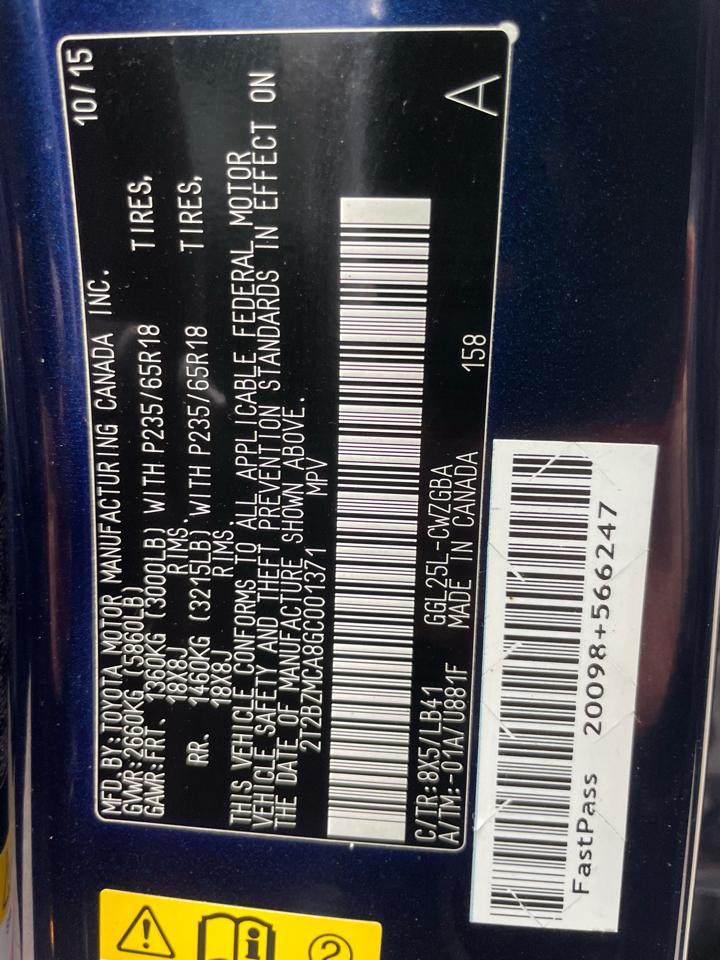 MFD.BY:TOYOTA MOTOR MANUFACTURING CANADA INC. 10/15
GVWR:2660KG (5860LB)
GAWR:FRT. 1360KG (3000LB) WITH P235/65R18 TIRES,
18X8J RIMS.
RR. 1460KG (3215LB) WITH P235/65R18 TIRES,
18X8J RIMS.
THIS VEHICLE CONFORMS TO ALL APPLICABLE FEDERAL MOTOR
VEHICLE SAFETY AND THEFT PREVENTION STANDARDS IN EFFECT ON
THE DATE OF MANUFACTURE SHOWN ABOVE.
2T2BZMCA8GC001371 MPV
C/TR:8X5/LB41 GGL25L-CWZGBA
A/TM:-01A/U881F MADE IN CANADA 158 A
FastPass 20098+566247